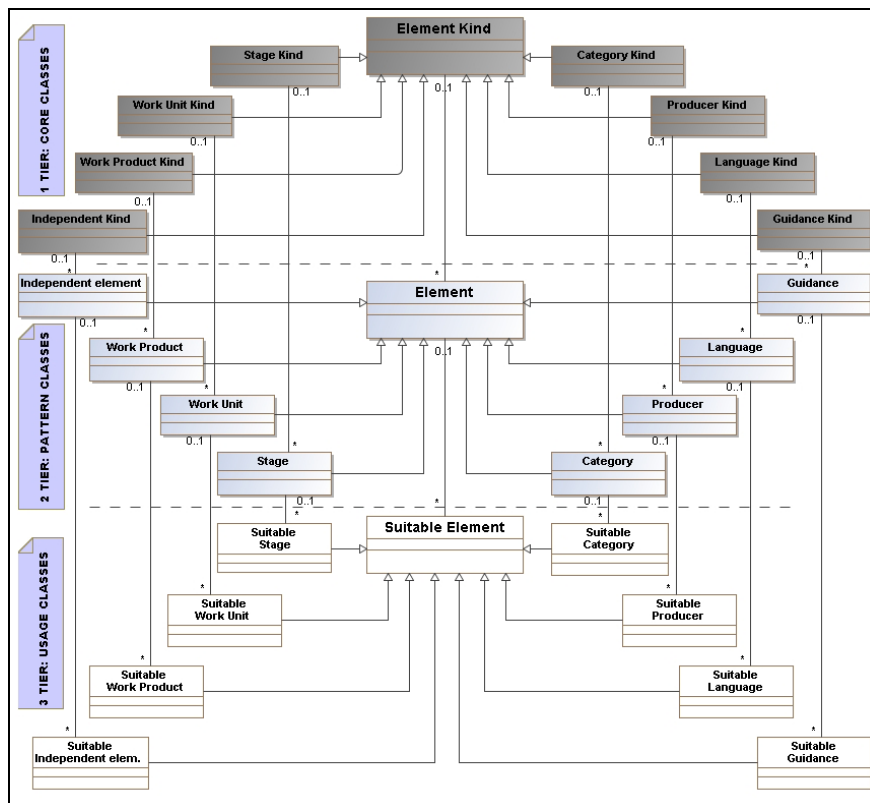 Element Kind
Stage Kind
Category Kind
0..1
0..1
0..1
Work Unit Kind
Producer Kind
0..1
0..1
Work Product Kind
Language Kind
0..1
0..1
Independent Kind
Guidance Kind
0..1
0..1
1 TIER: CORE CLASSES
*
*
*
Independent element
Element
Guidance
0..1
0..1
0..1
*
*
Work Product
Language
0..1
0..1
*
*
Work Unit
Producer
0..1
0..1
*
*
Stage
Category
0..1
0..1
2 TIER: PATTERN CLASSES
*
*
*
Suitable
Stage
Suitable Element
Suitable
Category
*
*
Suitable
Work Unit
Suitable
Producer
*
*
Suitable
Work Product
Suitable
Language
*
*
Suitable
Independent elem.
Suitable
Guidance
3 TIER: USAGE CLASSES